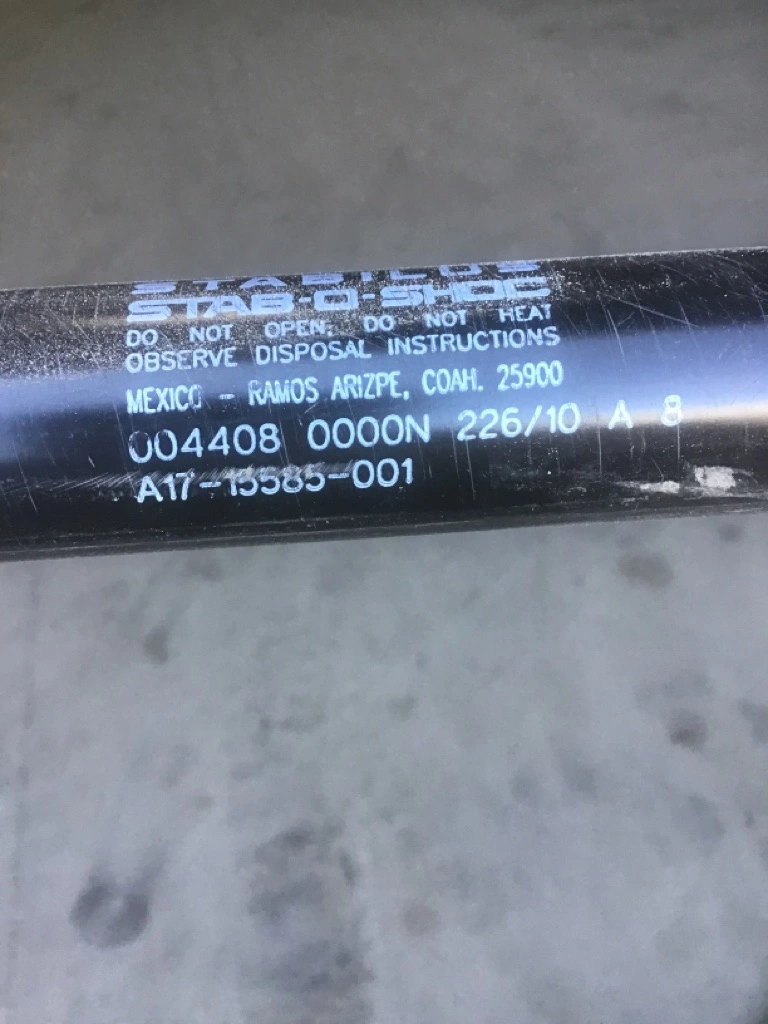 STABILUS
STAB-O-SHOC
DO NOT OPEN. DO NOT HEAT
OBSERVE DISPOSAL INSTRUCTIONS
MEXICO - RAMOS ARIZPE, COAH. 25900
004408 0000N 226/10 A 8
A17-15585-001